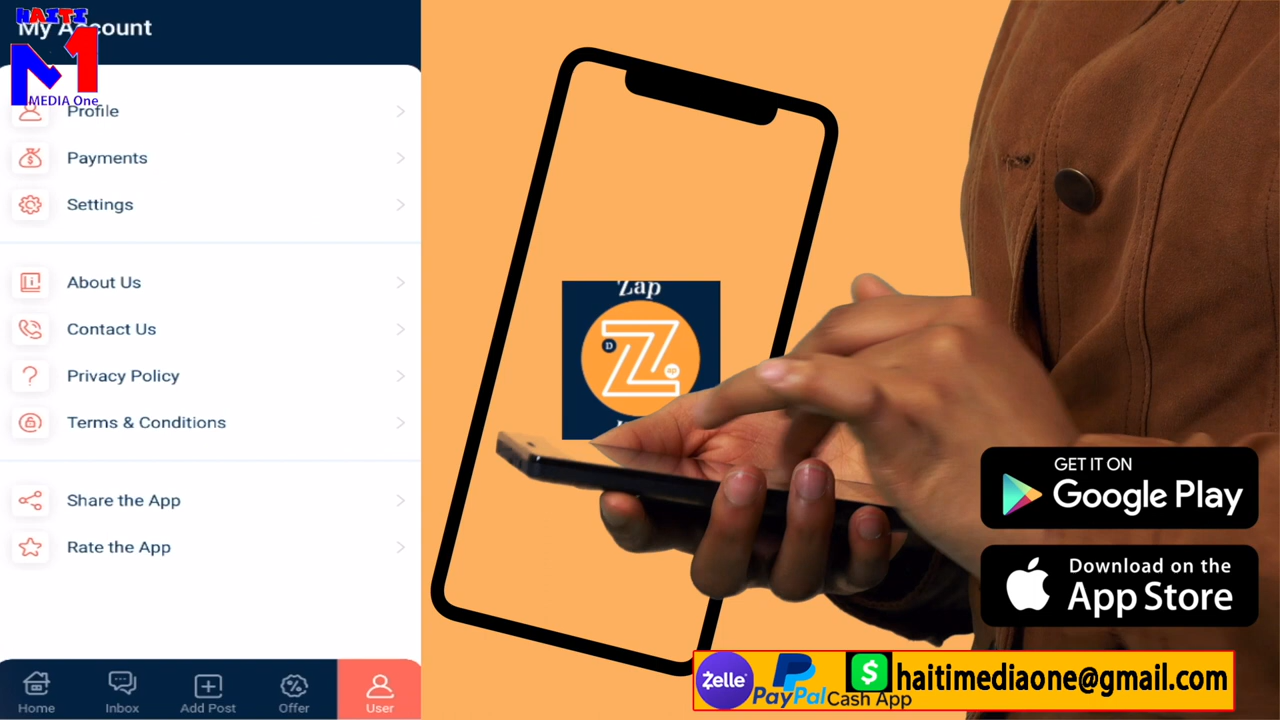 HAITI
M1
MEDIA One
My Account
Profile
Payments
Settings
About Us
Contact Us
Privacy Policy
Terms & Conditions
Share the App
Rate the App
Home
Inbox
Add Post
Offer
User
Zap
D
Z
ap
GET IT ON
Google Play
Download on the
App Store
Zelle
PayPal
$
Cash App
haitimediaone@gmail.com